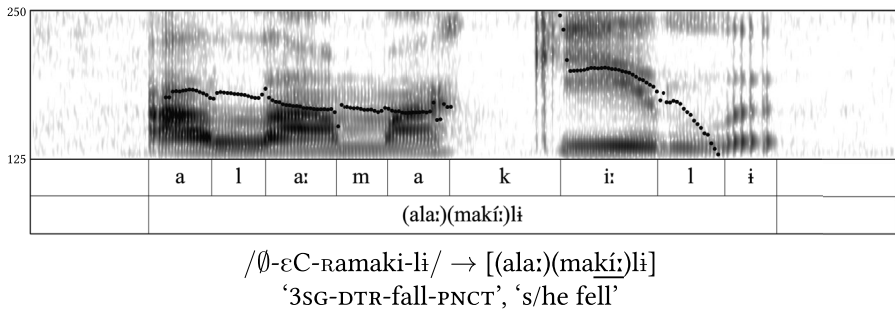 250
125
a l aː m a k iː l ɨ
(alaː)(makíː)lɨ
/∅-ɛC-ʀamaki-lɨ/ → [(alaː)(makíː)lɨ]
‘3SG-DTR-fall-PNCT’, ‘s/he fell’